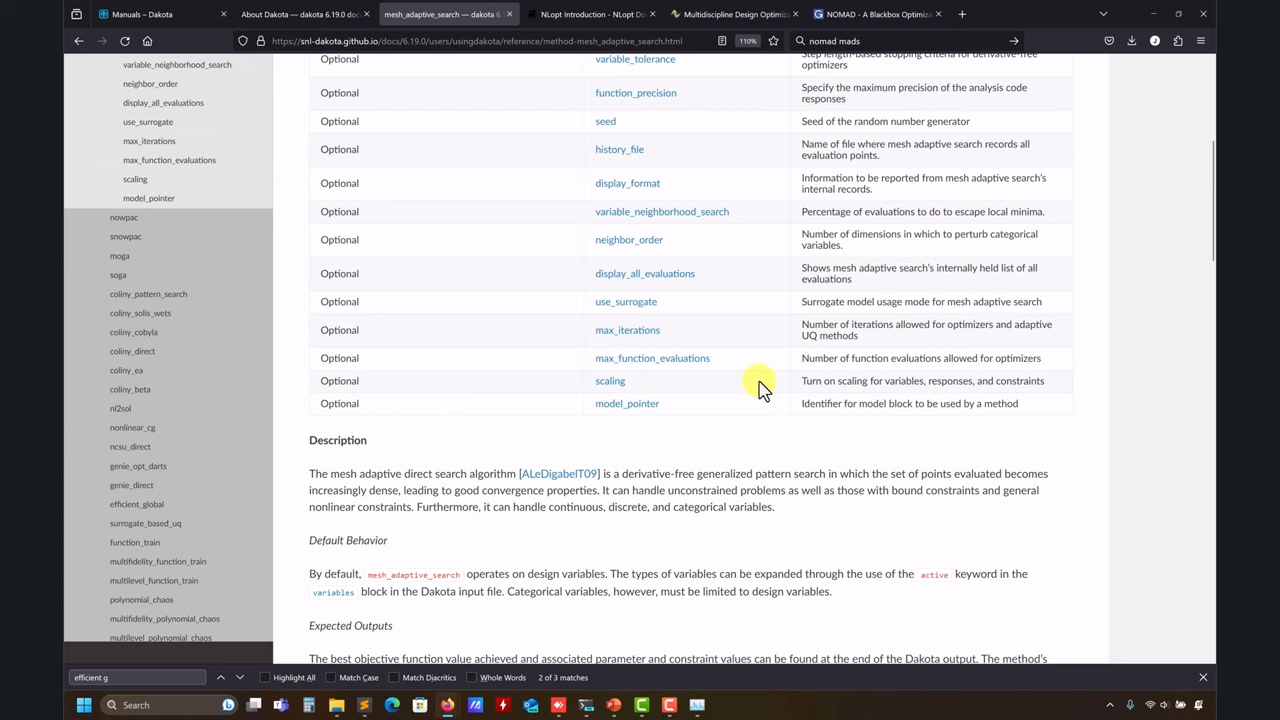 Manuals – Dakota
About Dakota — dakota 6.19.0 doc
mesh_adaptive_search — dakota 6.
NLopt Introduction - NLopt Do
Multidiscipline Design Optimiza
NOMAD - A Blackbox Optimiza
https://snl-dakota.github.io/docs/6.19.0/users/usingdakota/reference/method-mesh_adaptive_search.html
110%
nomad mads
variable_neighborhood_search
neighbor_order
display_all_evaluations
use_surrogate
max_iterations
max_function_evaluations
scaling
model_pointer
nowpac
snowpac
moga
soga
coliny_pattern_search
coliny_solis_wets
coliny_cobyla
coliny_direct
coliny_ea
coliny_beta
nl2sol
nonlinear_cg
ncsu_direct
genie_opt_darts
genie_direct
efficient_global
surrogate_based_uq
function_train
multifidelity_function_train
multilevel_function_train
polynomial_chaos
multifidelity_polynomial_chaos
multilevel_polynomial_chaos
Optional variable_tolerance Step length-based stopping criteria for derivative-free
optimizers
Optional function_precision Specify the maximum precision of the analysis code
responses
Optional seed Seed of the random number generator
Optional history_file Name of file where mesh adaptive search records all
evaluation points.
Optional display_format Information to be reported from mesh adaptive search's
internal records.
Optional variable_neighborhood_search Percentage of evaluations to do to escape local minima.
Optional neighbor_order Number of dimensions in which to perturb categorical
variables.
Optional display_all_evaluations Shows mesh adaptive search's internally held list of all
evaluations
Optional use_surrogate Surrogate model usage mode for mesh adaptive search
Optional max_iterations Number of iterations allowed for optimizers and adaptive
UQ methods
Optional max_function_evaluations Number of function evaluations allowed for optimizers
Optional scaling Turn on scaling for variables, responses, and constraints
Optional model_pointer Identifier for model block to be used by a method
Description
The mesh adaptive direct search algorithm [ALeDigabelT09] is a derivative-free generalized pattern search in which the set of points evaluated becomes
increasingly dense, leading to good convergence properties. It can handle unconstrained problems as well as those with bound constraints and general
nonlinear constraints. Furthermore, it can handle continuous, discrete, and categorical variables.
Default Behavior
By default, mesh_adaptive_search operates on design variables. The types of variables can be expanded through the use of the active keyword in the
variables block in the Dakota input file. Categorical variables, however, must be limited to design variables.
Expected Outputs
The best objective function value achieved and associated parameter and constraint values can be found at the end of the Dakota output. The method's
efficient g
Highlight All Match Case Match Diacritics Whole Words 2 of 3 matches
Search